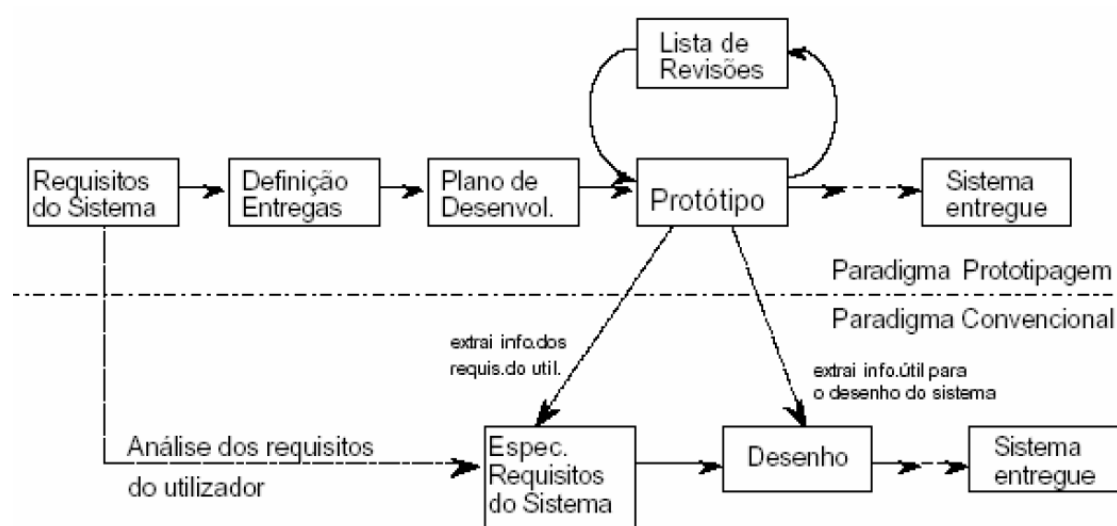 Lista de
Revisões
Requisitos
do Sistema
Definição
Entregas
Plano de
Desenvol.
Protótipo
Sistema
entregue
Paradigma Prototipagem
Paradigma Convencional
extrai info.dos
requis.do util.
extrai info.útil para
o desenho do sistema
Análise dos requisitos
do utilizador
Espec.
Requisitos
do Sistema
Desenho
Sistema
entregue